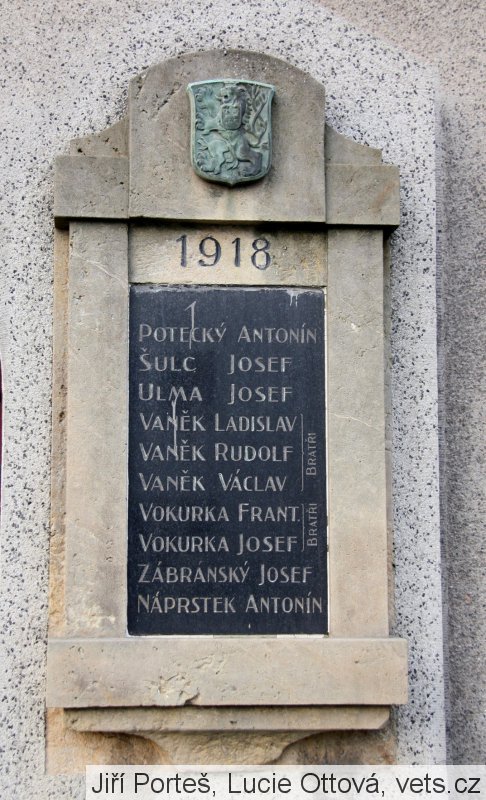 1918
POTECKÝ ANTONÍN
ŠULC JOSEF
ULMA JOSEF
VANĚK LADISLAV
VANĚK RUDOLF
VANĚK VÁCLAV
BRATŘI
VOKURKA FRANT.
VOKURKA JOSEF
BRATŘI
ZÁBRÁNSKÝ JOSEF
NÁPRSTEK ANTONÍN
Jiří Porteš, Lucie Ottová, vets.cz